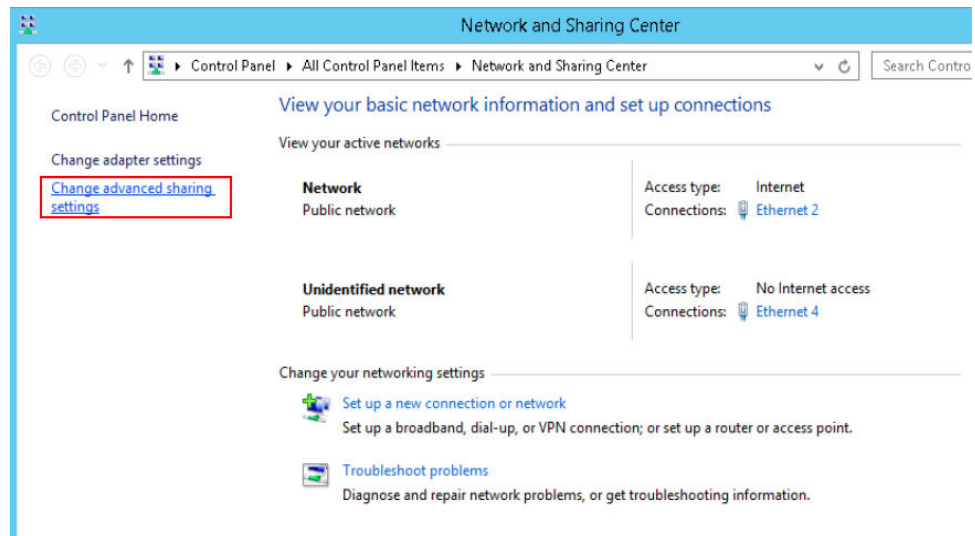 Network and Sharing Center
Control Panel All Control Panel Items Network and Sharing Center
Search Contro
Control Panel Home
Change adapter settings
Change advanced sharing
settings
View your basic network information and set up connections
View your active networks
Network
Public network
Access type: Internet
Connections: Ethernet 2
Unidentified network
Public network
Access type: No Internet access
Connections: Ethernet 4
Change your networking settings
Set up a new connection or network
Set up a broadband, dial-up, or VPN connection; or set up a router or access point.
Troubleshoot problems
Diagnose and repair network problems, or get troubleshooting information.